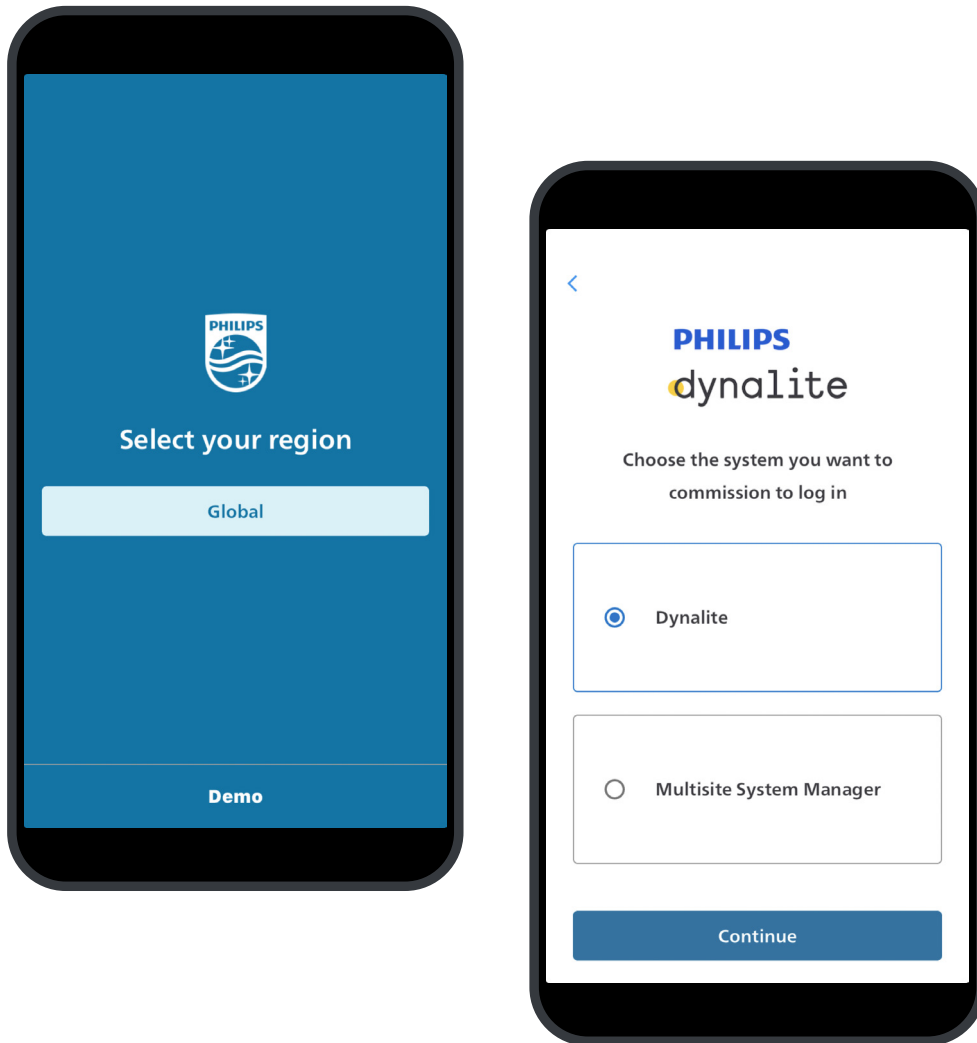 PHILIPS
Select your region
Global
Demo
PHILIPS
dynalite
Choose the system you want to
commission to log in
Dynalite
Multisite System Manager
Continue